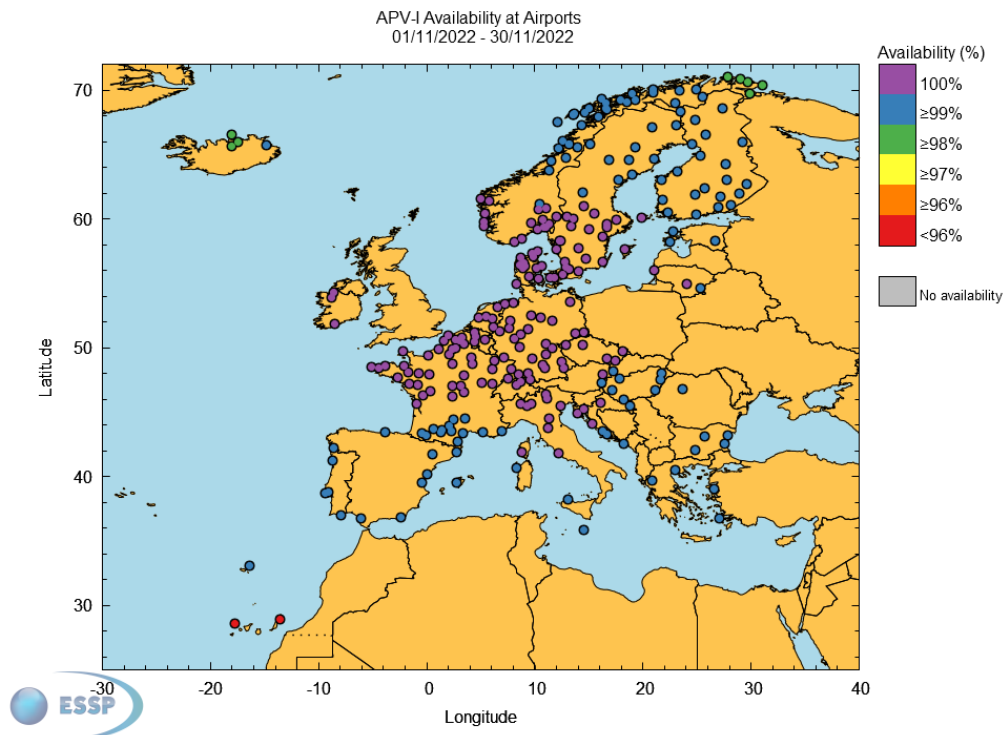 APV-I Availability at Airports
01/11/2022 - 30/11/2022
Availability (%)
100%
≥99%
≥98%
≥97%
≥96%
<96%
No availability
Latitude
70
60
50
40
30
-30
-20
-10
0
10
20
30
40
Longitude
ESSP